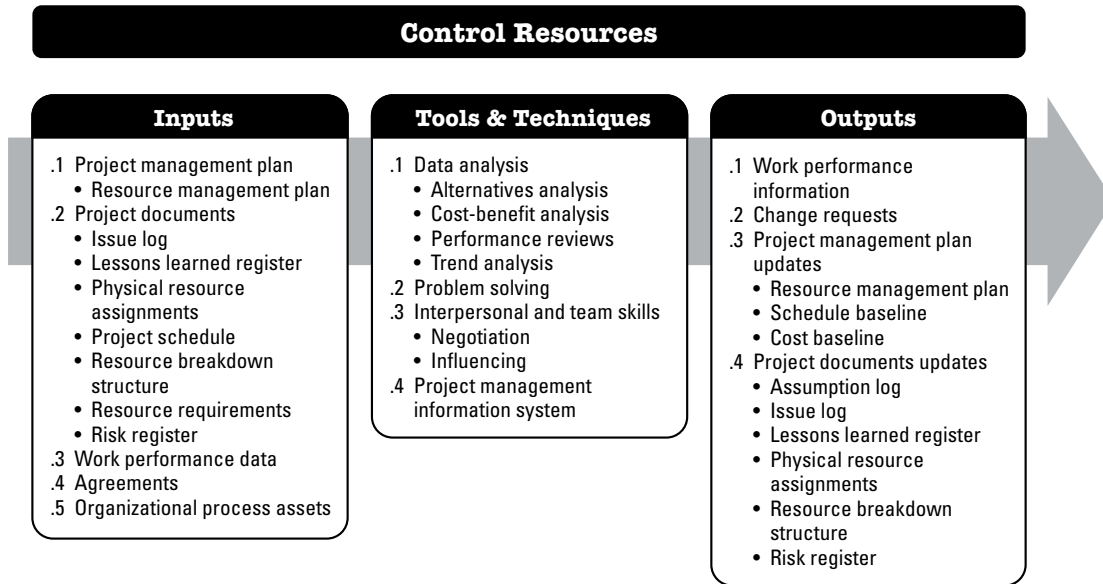 Control Resources
Inputs
.1 Project management plan
• Resource management plan
.2 Project documents
• Issue log
• Lessons learned register
• Physical resource
assignments
• Project schedule
• Resource breakdown
structure
• Resource requirements
• Risk register
.3 Work performance data
.4 Agreements
.5 Organizational process assets
Tools & Techniques
.1 Data analysis
• Alternatives analysis
• Cost-benefit analysis
• Performance reviews
• Trend analysis
.2 Problem solving
.3 Interpersonal and team skills
• Negotiation
• Influencing
.4 Project management
information system
Outputs
.1 Work performance
information
.2 Change requests
.3 Project management plan
updates
• Resource management plan
• Schedule baseline
• Cost baseline
.4 Project documents updates
• Assumption log
• Issue log
• Lessons learned register
• Physical resource
assignments
• Resource breakdown
structure
• Risk register